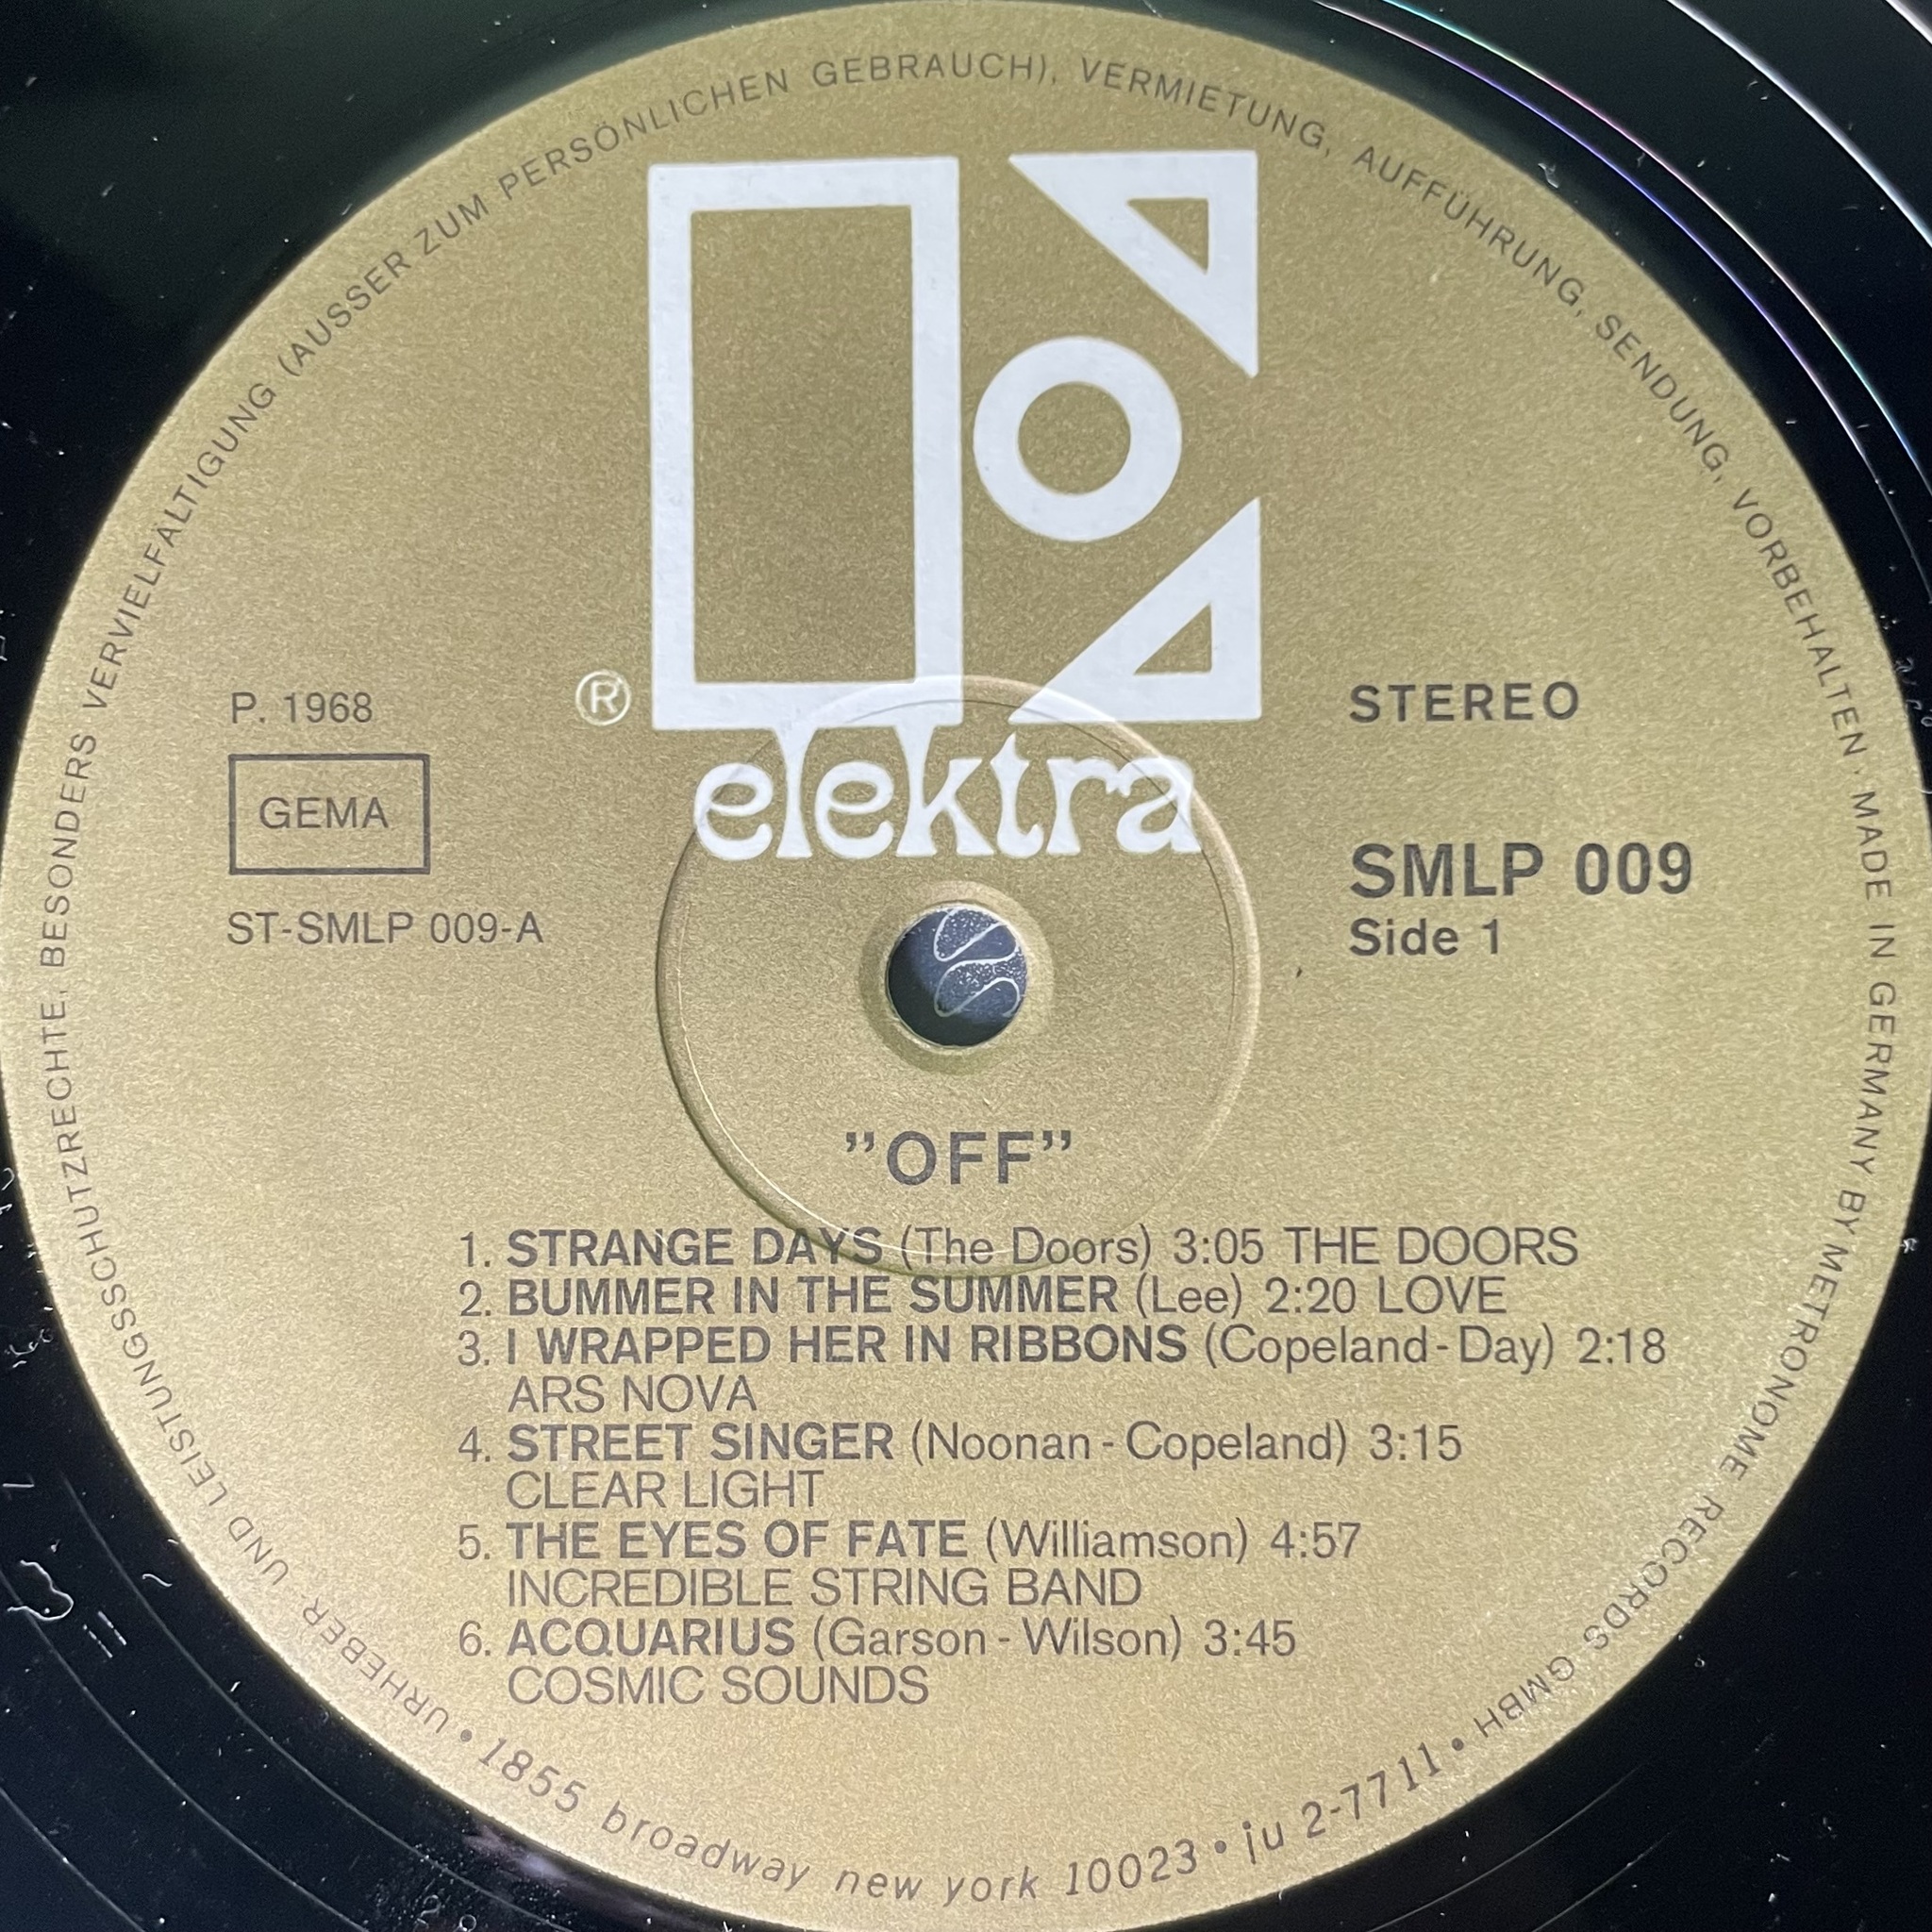 URHEBER- UND LEISTUNGSSCHUTZRECHTE, BESONDERS VERVIELFÄLTIGUNG (AUSSER ZUM PERSÖNLICHEN GEBRAUCH), VERMIETUNG, AUFFÜHRUNG, SENDUNG, VORBEHALTEN · MADE IN GERMANY BY METRONOME RECORDS GMBH •
®
elektra
P. 1968
GEMA
ST-SMLP 009-A
STEREO
SMLP 009
Side 1
”OFF”
1. STRANGE DAYS (The Doors) 3:05 THE DOORS
2. BUMMER IN THE SUMMER (Lee) 2:20 LOVE
3. I WRAPPED HER IN RIBBONS (Copeland-Day) 2:18
ARS NOVA
4. STREET SINGER (Noonan-Copeland) 3:15
CLEAR LIGHT
5. THE EYES OF FATE (Williamson) 4:57
INCREDIBLE STRING BAND
6. ACQUARIUS (Garson-Wilson) 3:45
COSMIC SOUNDS
• 1855 broadway new york 10023 • ju 2-7711 •